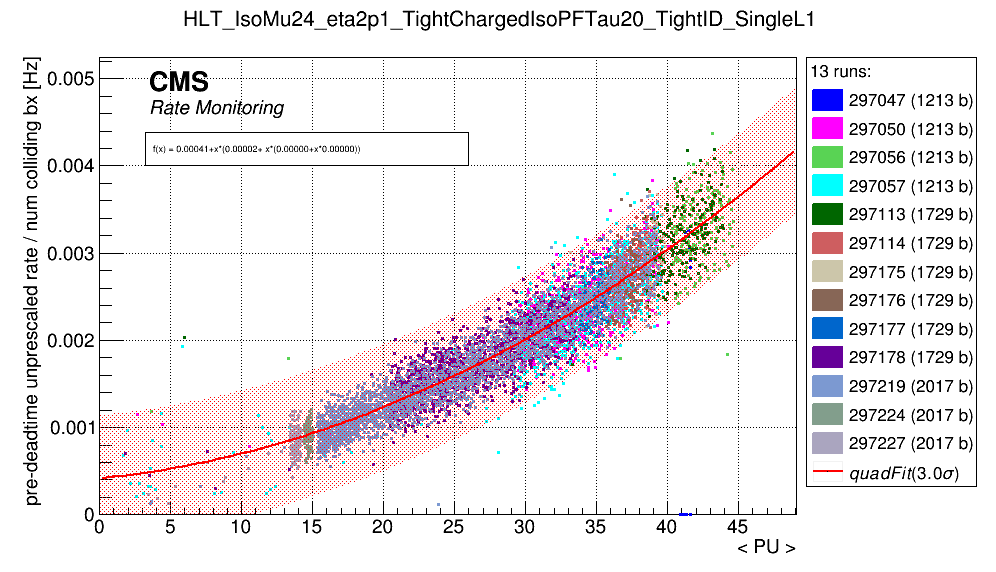 HLT_IsoMu24_eta2p1_TightChargedIsoPFTau20_TightID_SingleL1
pre-deadtime unprescaled rate / num colliding bx [Hz]
0.005
0.004
0.003
0.002
0.001
0
CMS
Rate Monitoring
f(x) = 0.00041+x*(0.00002+ x*(0.00000+x*0.00000))
0 5 10 15 20 25 30 35 40 45
< PU >
13 runs:
297047 (1213 b)
297050 (1213 b)
297056 (1213 b)
297057 (1213 b)
297113 (1729 b)
297114 (1729 b)
297175 (1729 b)
297176 (1729 b)
297177 (1729 b)
297178 (1729 b)
297219 (2017 b)
297224 (2017 b)
297227 (2017 b)
quadFit(3.0σ)